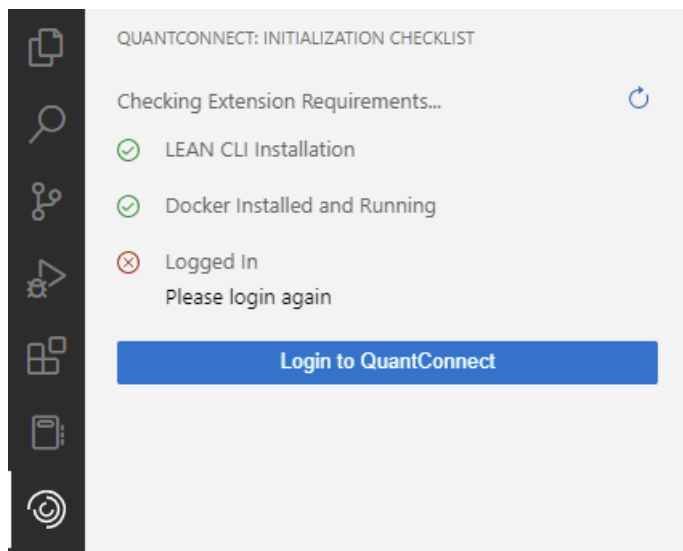 QUANTCONNECT: INITIALIZATION CHECKLIST
Checking Extension Requirements...
LEAN CLI Installation
Docker Installed and Running
Logged In
Please login again
Login to QuantConnect